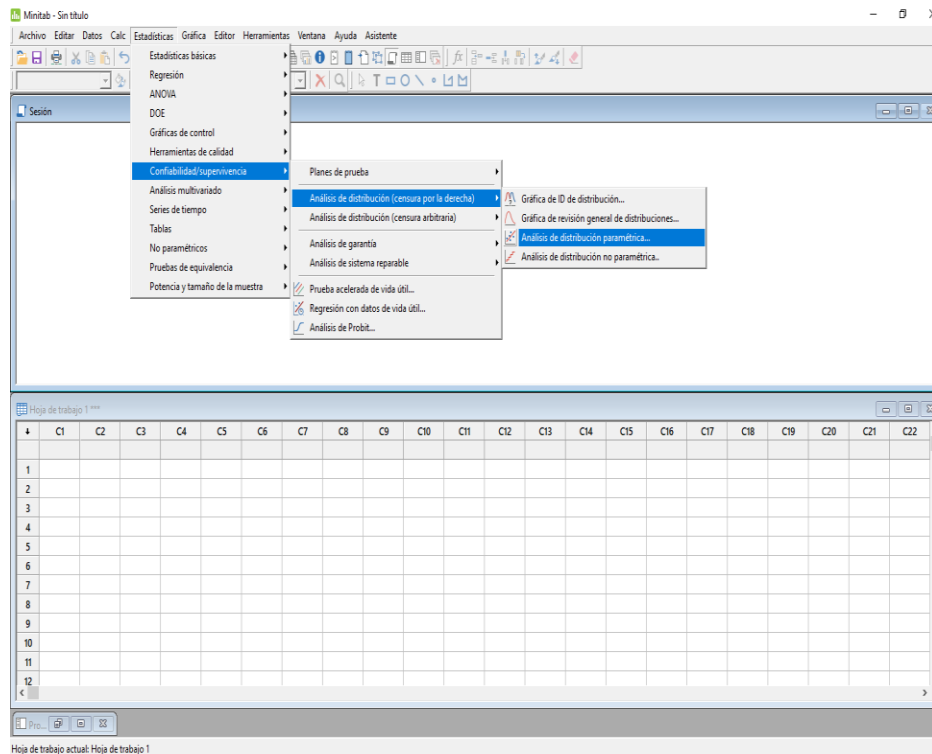 Minitab - Sin título
Archivo Editar Datos Calc Estadísticas Gráfica Editor Herramientas Ventana Ayuda Asistente
Estadísticas básicas
Regresión
ANOVA
DOE
Gráficas de control
Herramientas de calidad
Confiabilidad/supervivencia
Análisis multivariado
Series de tiempo
Tablas
No paramétricos
Pruebas de equivalencia
Potencia y tamaño de la muestra
Planes de prueba
Análisis de distribución (censura por la derecha)
Análisis de distribución (censura arbitraria)
Análisis de garantía
Análisis de sistema reparable
Prueba acelerada de vida útil...
Regresión con datos de vida útil...
Análisis de Probit...
Gráfica de ID de distribución...
Gráfica de revisión general de distribuciones...
Análisis de distribución paramétrica...
Análisis de distribución no paramétrica..
Sesión
Hoja de trabajo 1 ***
C1 C2 C3 C4 C5 C6 C7 C8 C9 C10 C11 C12 C13 C14 C15 C16 C17 C18 C19 C20 C21 C22
1
2
3
4
5
6
7
8
9
10
11
12
Pro...
Hoja de trabajo actual: Hoja de trabajo 1